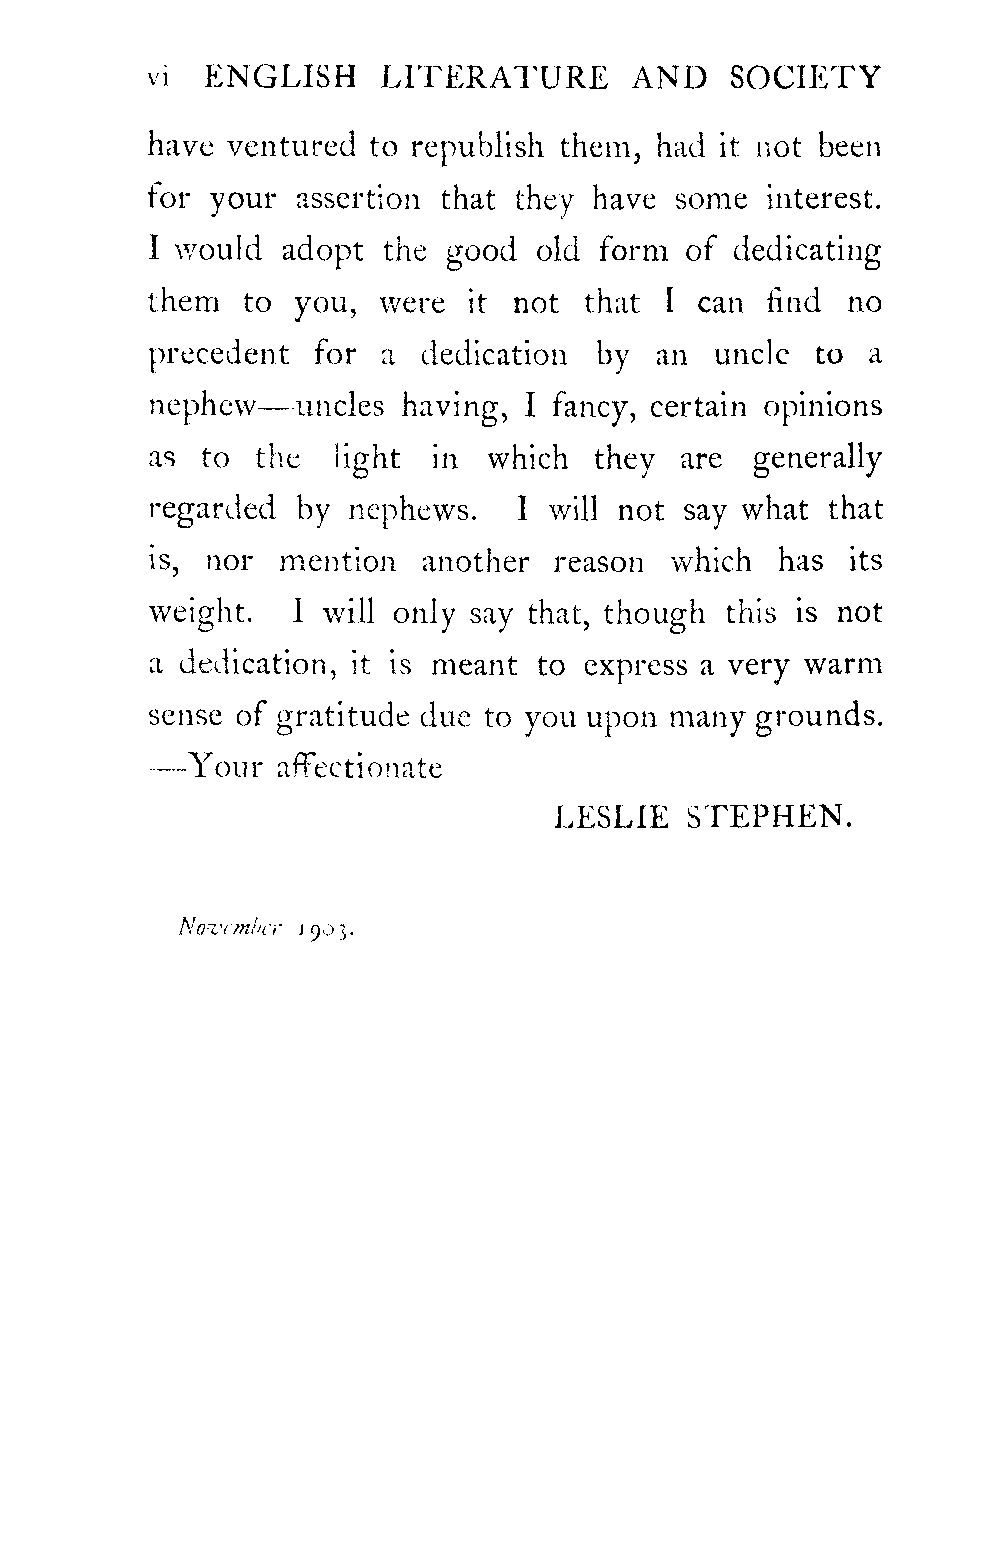 vi ENGLISH LITERATURE AND SOCIETY
have ventured to republish them, had it not been
for your assertion that they have some interest.
I would adopt the good old form of dedicating
them to you, were it not that I can find no
precedent for a dedication by an uncle to a
nephew—uncles having, I fancy, certain opinions
as to the light in which they are generally
regarded by nephews. I will not say what that
is, nor mention another reason which has its
weight. I will only say that, though this is not
a dedication, it is meant to express a very warm
sense of gratitude due to you upon many grounds.
—Your affectionate
LESLIE STEPHEN.
November 1903.